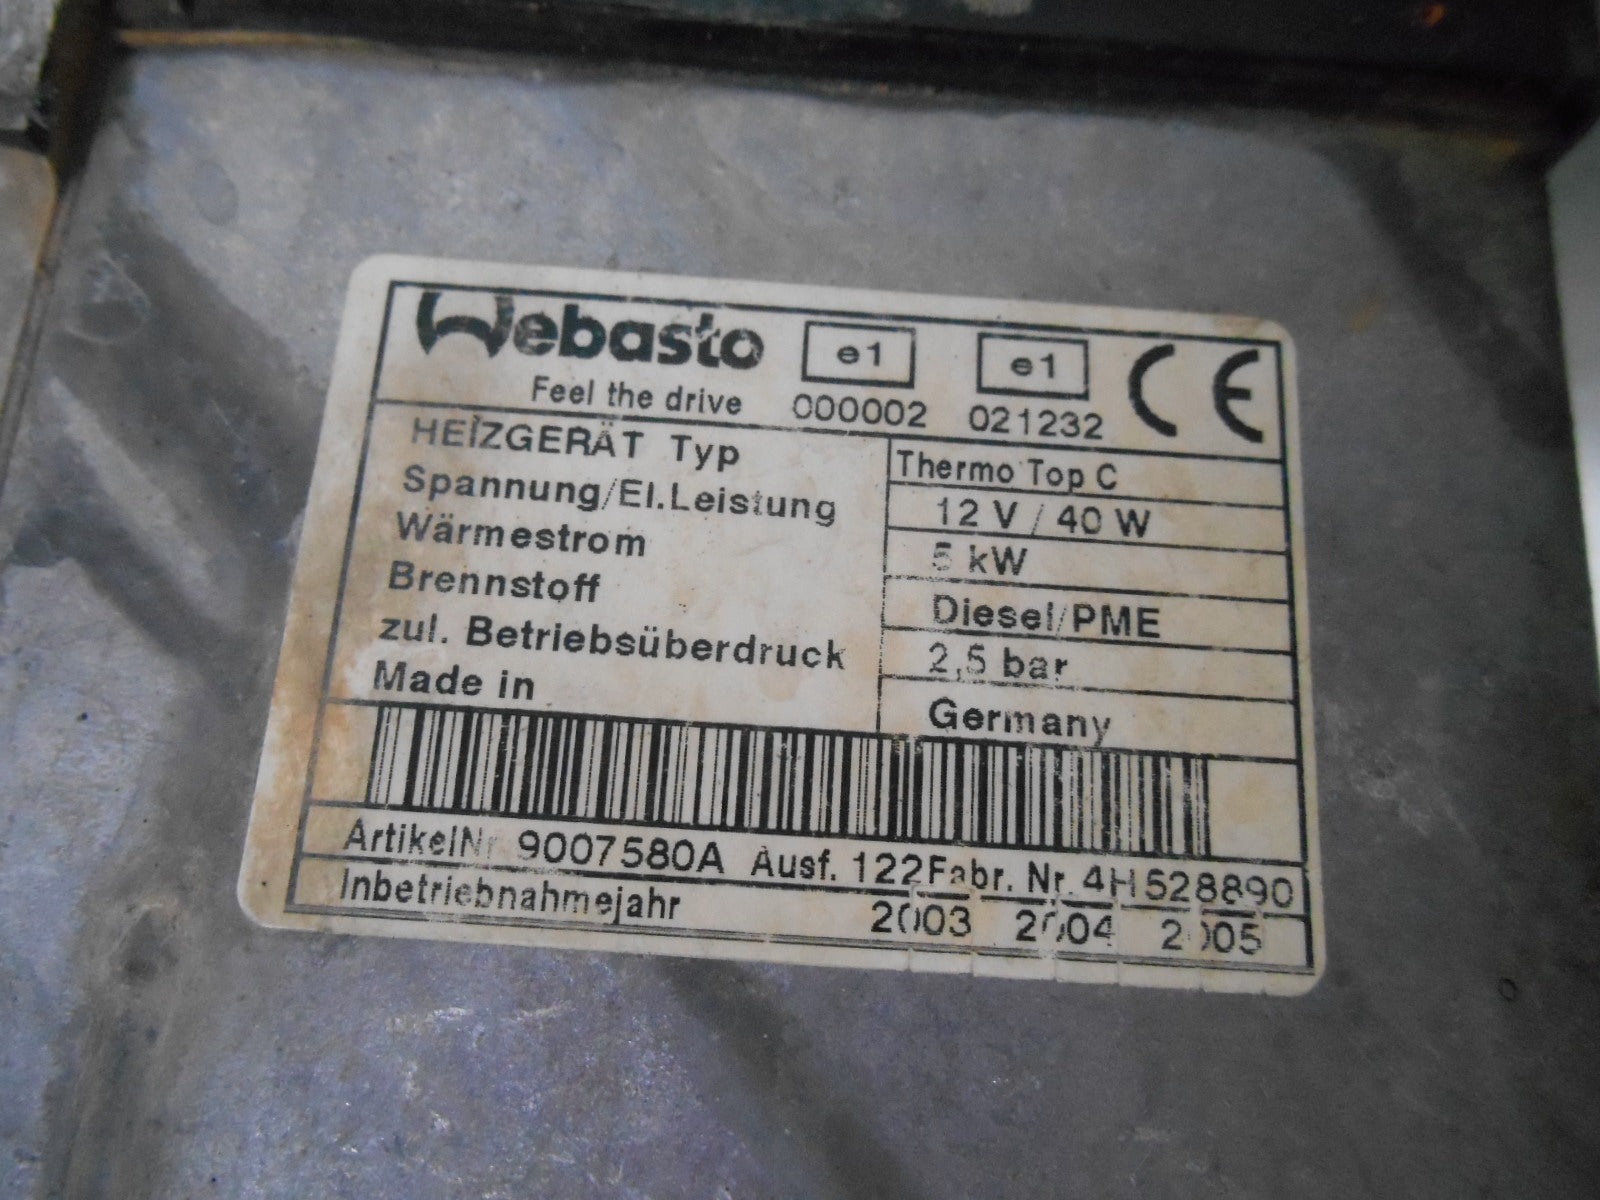 Webasto e1 e1 CE
Feel the drive 000002 021232
HEIZGERÄT Typ Thermo Top C
Spannung/El.Leistung 12 V / 40 W
Wärmestrom 5 kW
Brennstoff Diesel/PME
zul. Betriebsüberdruck 2,5 bar
Made in Germany
ArtikelNr 9007580A Ausf. 122 Fabr. Nr. 4H528890
Inbetriebnahmejahr 2003 2004 2005